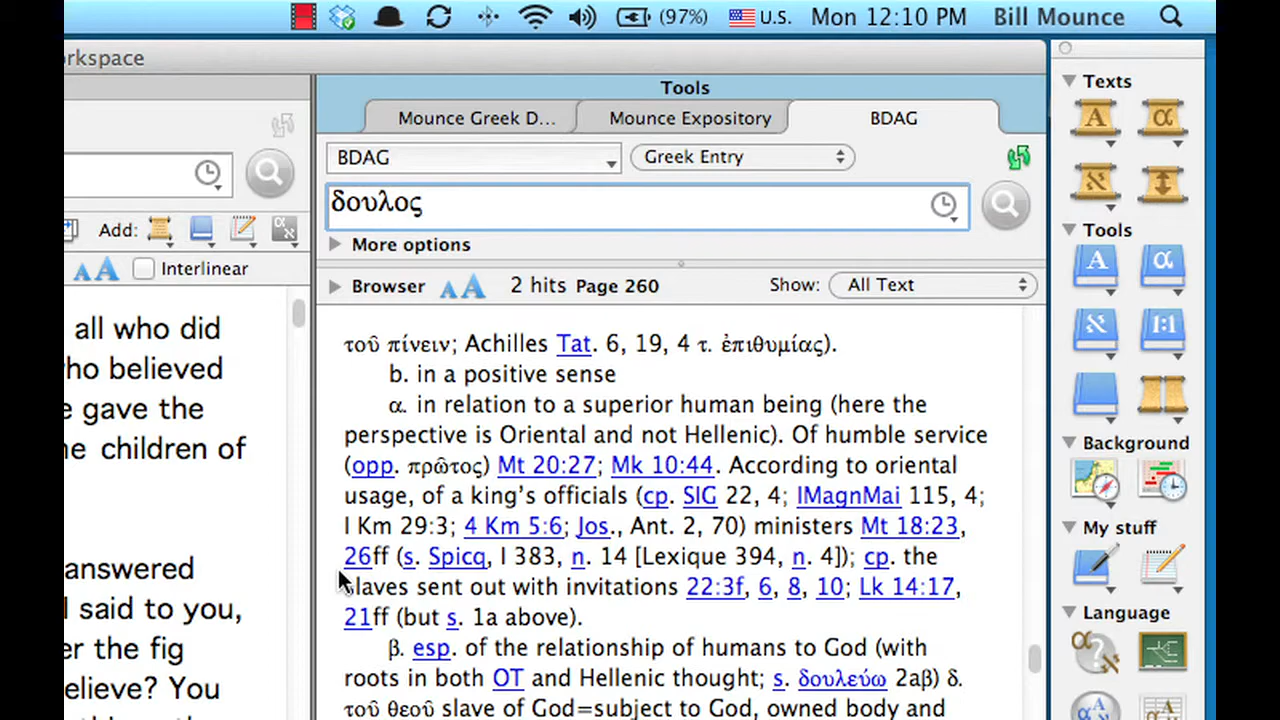 (97%) U.S. Mon 12:10 PM Bill Mounce
orkspace
Tools
Mounce Greek D... Mounce Expository BDAG
BDAG Greek Entry
δουλος
More options
Add:
Interlinear
Browser 2 hits Page 260 Show: All Text
all who did
ho believed
e gave the
ne children of
answered
I said to you,
er the fig
elieve? You
τοῦ πίνειν; Achilles Tat. 6, 19, 4 τ. ἐπιθυμίας).
b. in a positive sense
α. in relation to a superior human being (here the
perspective is Oriental and not Hellenic). Of humble service
(opp. πρῶτος) Mt 20:27; Mk 10:44. According to oriental
usage, of a king’s officials (cp. SIG 22, 4; IMagnMai 115, 4;
I Km 29:3; 4 Km 5:6; Jos., Ant. 2, 70) ministers Mt 18:23,
26ff (s. Spicq, I 383, n. 14 [Lexique 394, n. 4]); cp. the
slaves sent out with invitations 22:3f, 6, 8, 10; Lk 14:17,
21ff (but s. 1a above).
β. esp. of the relationship of humans to God (with
roots in both OT and Hellenic thought; s. δουλεύω 2aβ) δ.
τοῦ θεοῦ slave of God=subject to God, owned body and
Texts
A α
א
Tools
A α
א 1:1
Background
My stuff
Language